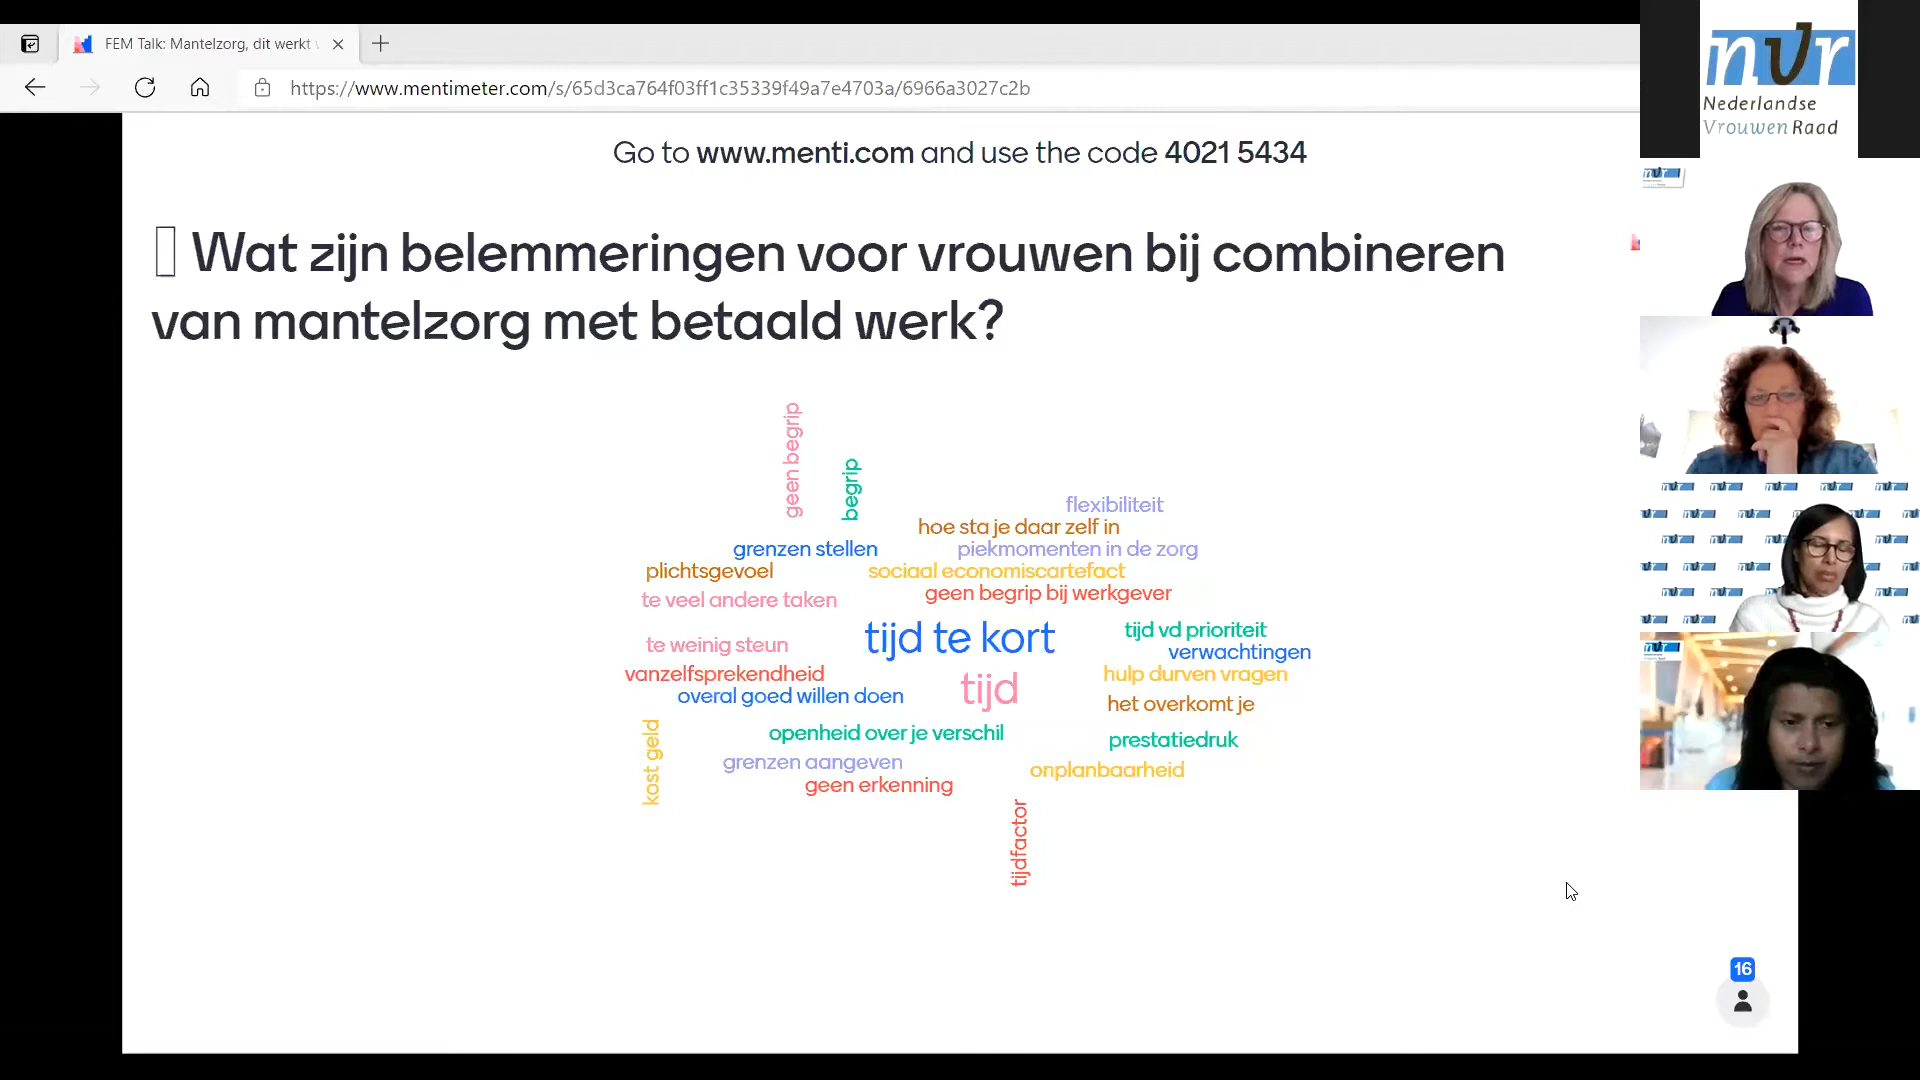 FEM Talk: Mantelzorg, dit werkt
https://www.mentimeter.com/s/65d3ca764f03ff1c35339f49a7e4703a/6966a3027c2b
nvr
Nederlandse
VrouwenRaad
Go to www.menti.com and use the code 4021 5434
Wat zijn belemmeringen voor vrouwen bij combineren
van mantelzorg met betaald werk?
geen begrip
begrip
flexibiliteit
hoe sta je daar zelf in
grenzen stellen
piekmomenten in de zorg
plichtsgevoel
sociaal economiscartefact
geen begrip bij werkgever
te veel andere taken
tijd te kort
tijd vd prioriteit
te weinig steun
verwachtingen
vanzelfsprekendheid
hulp durven vragen
overal goed willen doen
tijd
het overkomt je
openheid over je verschil
prestatiedruk
kost geld
grenzen aangeven
onplanbaarheid
geen erkenning
tijdfactor
16